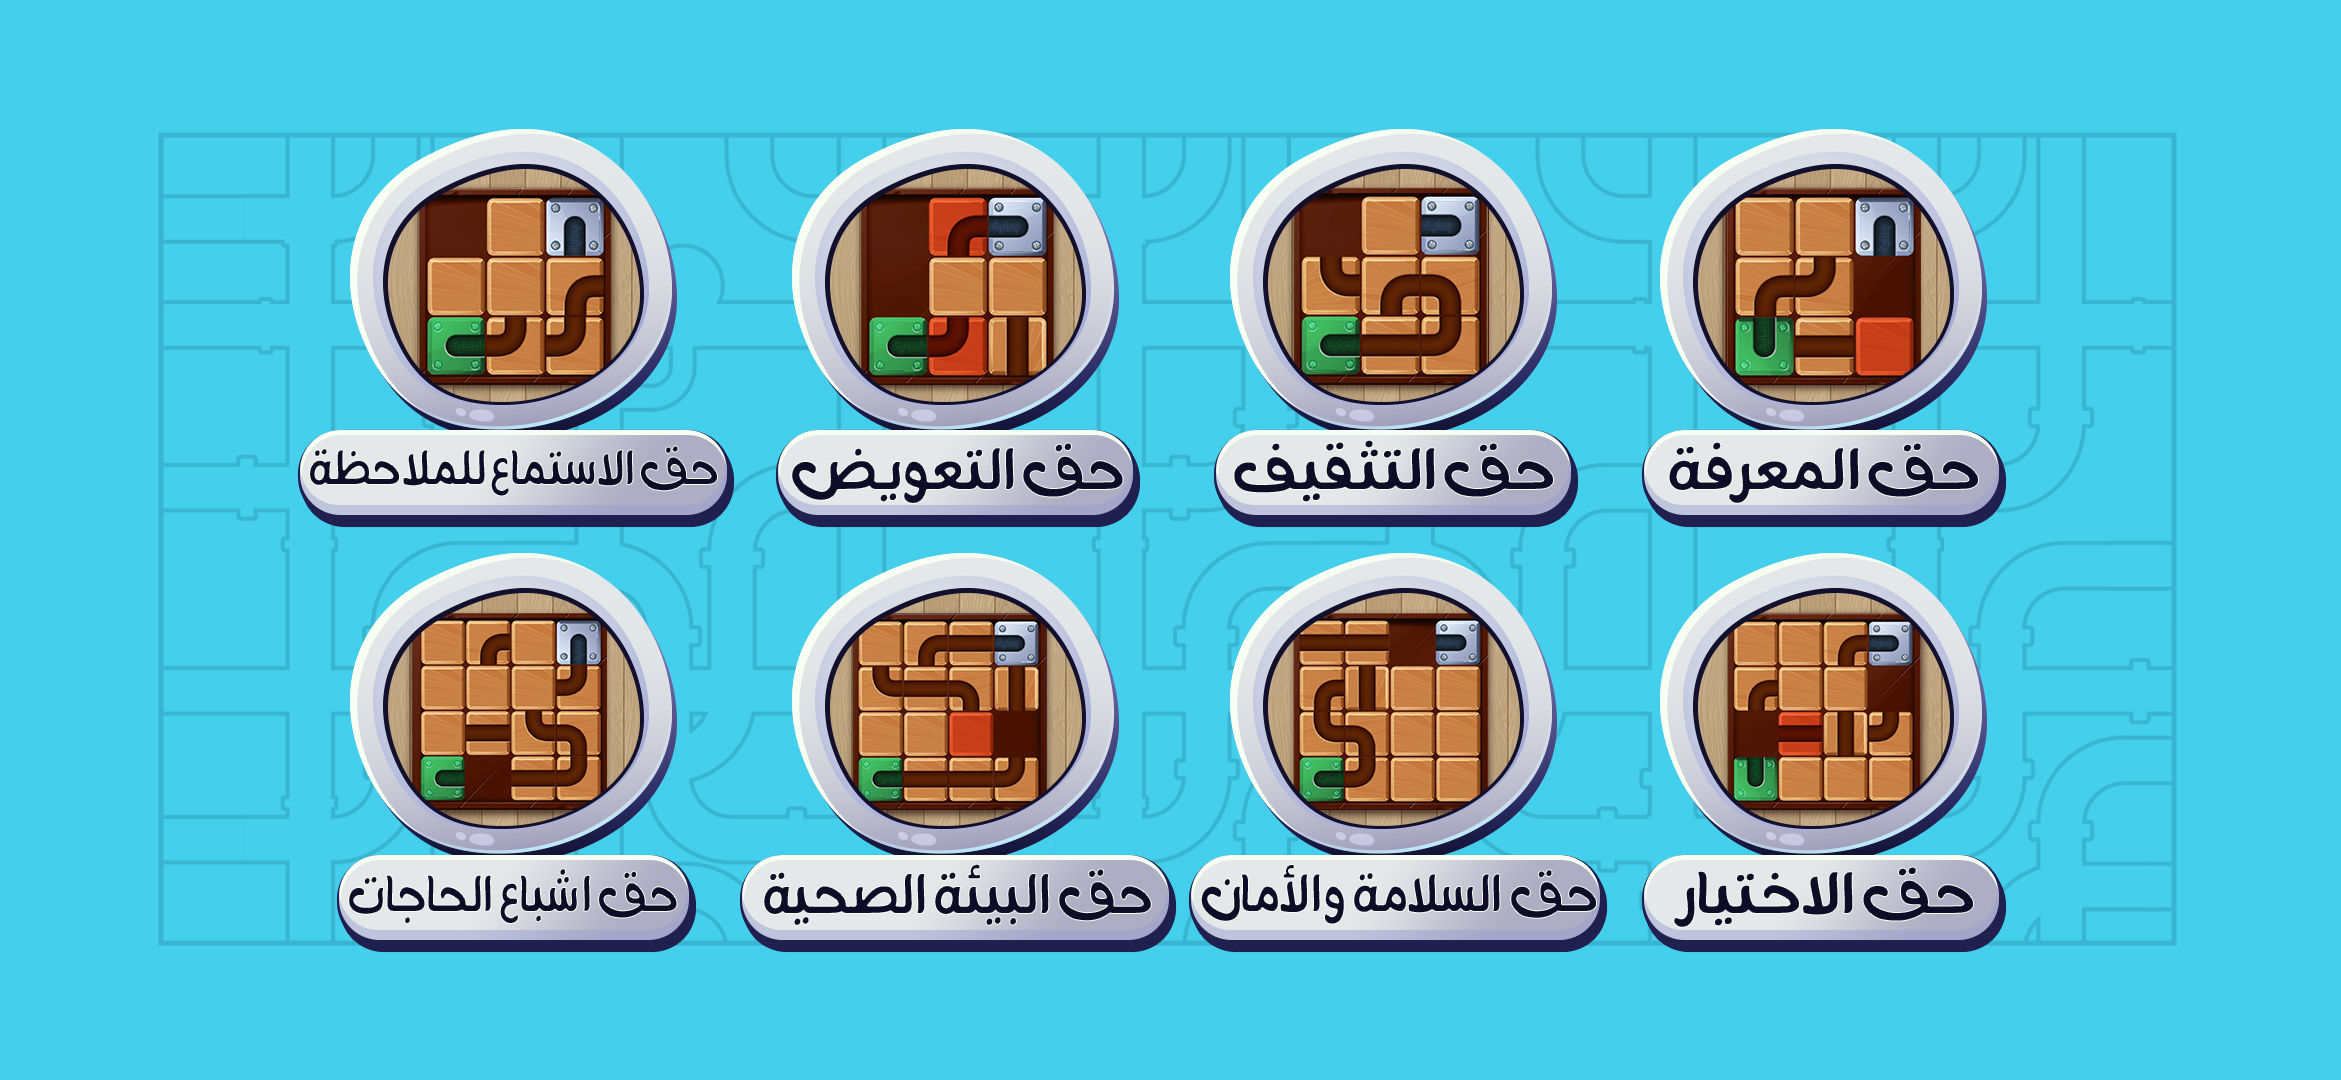 حق المعرفة
حق التثقيف
حق التعويض
حق الاستماع للملاحظة
حق الاختيار
حق السلامة والأمان
حق البيئة الصحية
حق اشباع الحاجات